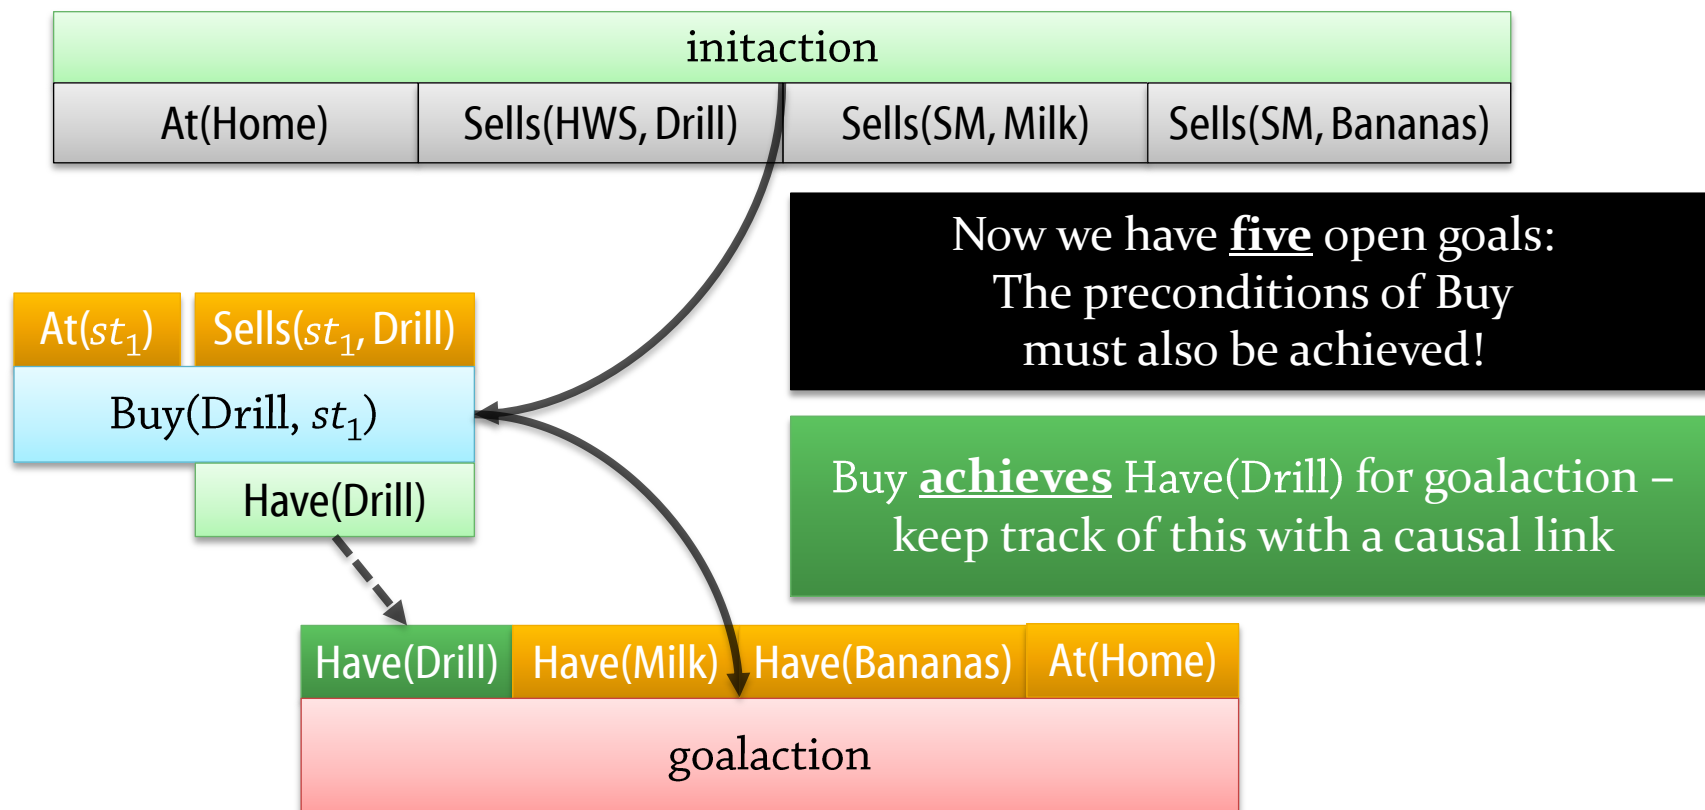 initaction
At(Home) Sells(HWS, Drill) Sells(SM, Milk) Sells(SM, Bananas)
Now we have five open goals:
The preconditions of Buy
must also be achieved!
At(st₁) Sells(st₁, Drill)
Buy(Drill, st₁)
Have(Drill)
Buy achieves Have(Drill) for goalaction –
keep track of this with a causal link
Have(Drill) Have(Milk) Have(Bananas) At(Home)
goalaction